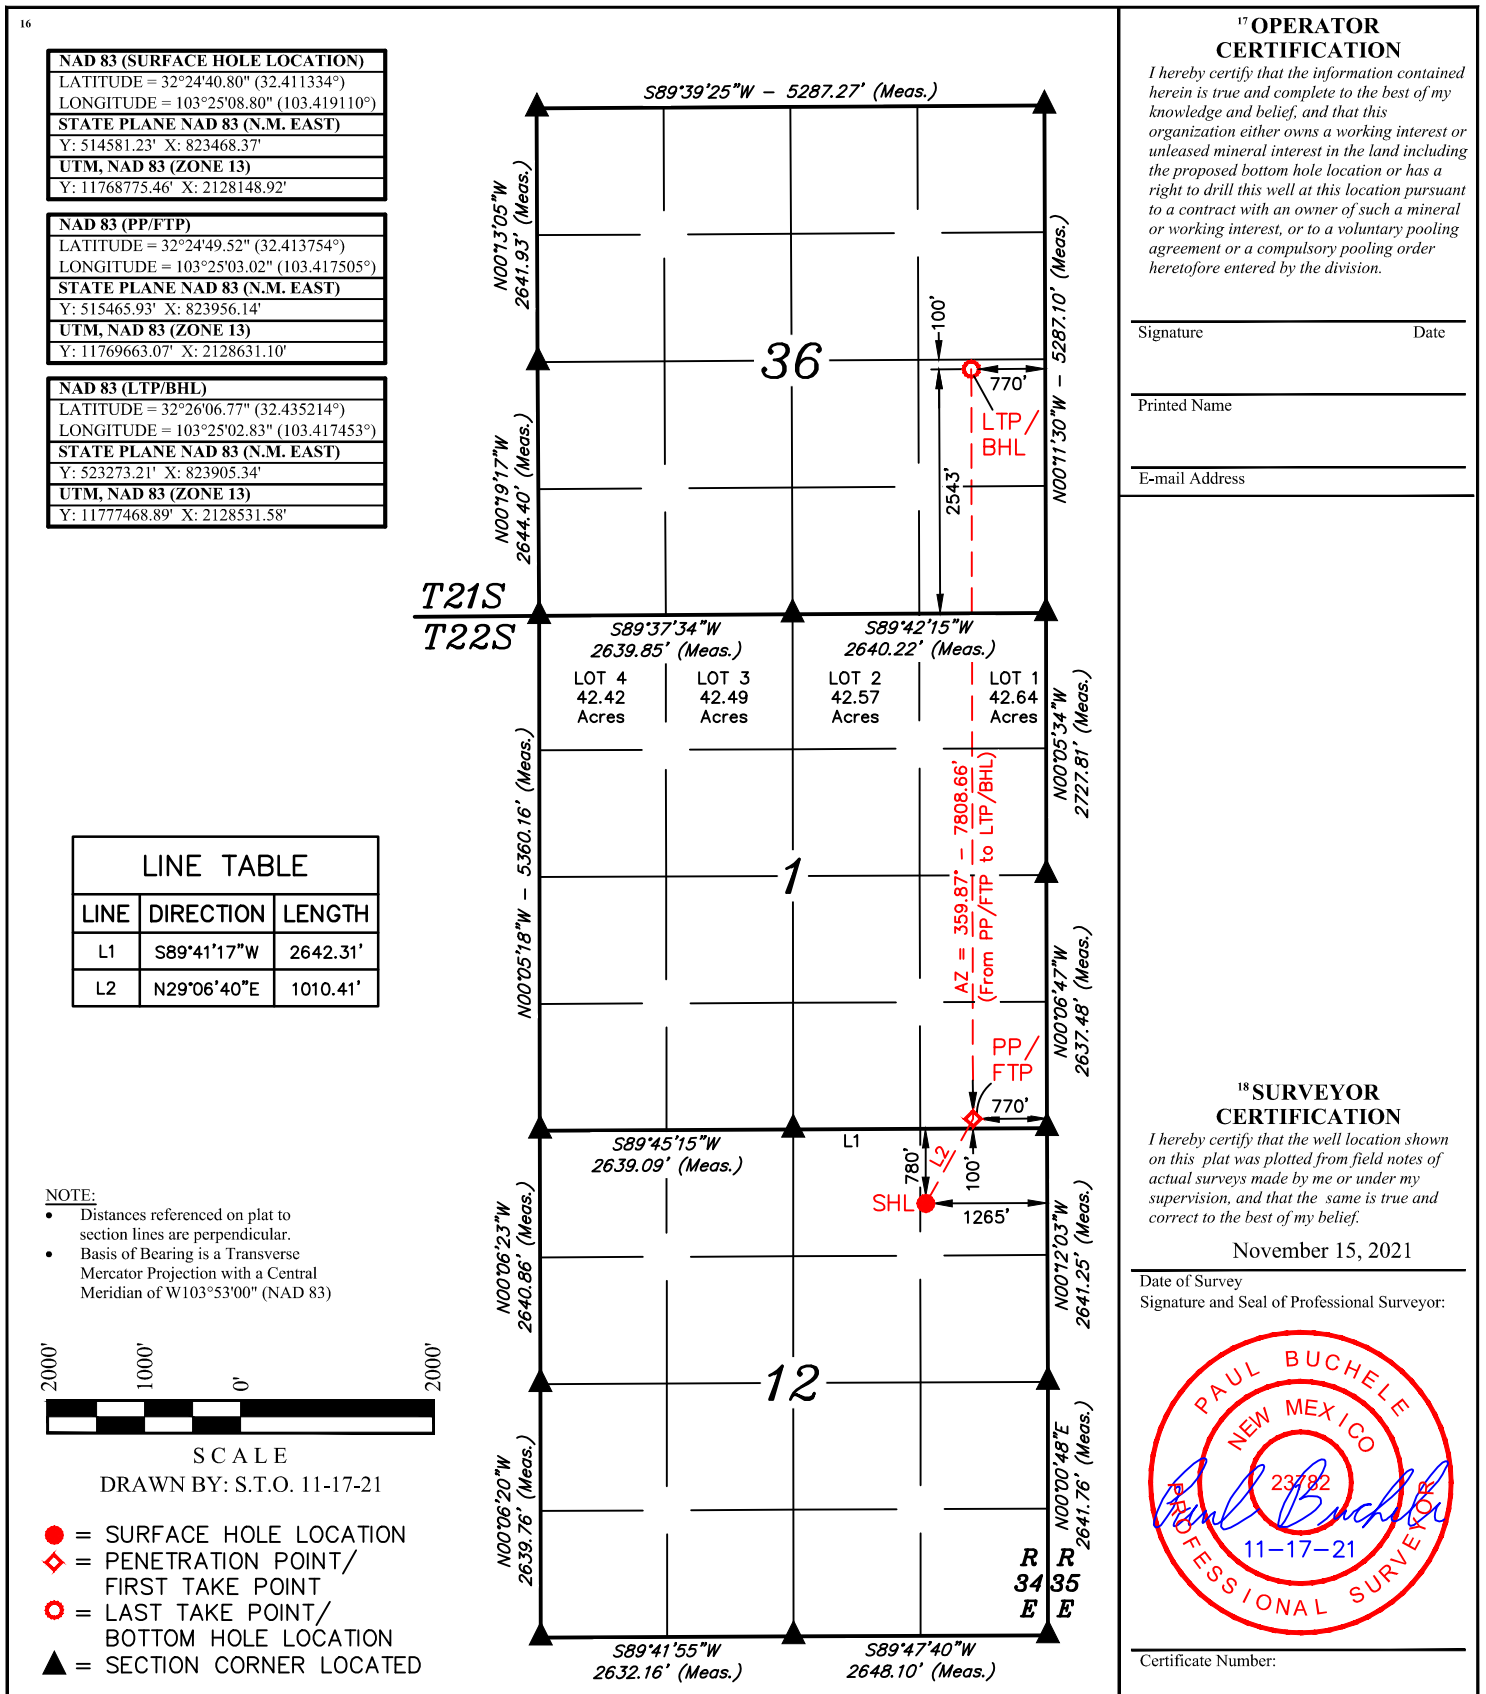 16
NAD 83 (SURFACE HOLE LOCATION)
LATITUDE = 32°24'40.80" (32.411334°)
LONGITUDE = 103°25'08.80" (103.419110°)
STATE PLANE NAD 83 (N.M. EAST)
Y: 514581.23' X: 823468.37'
UTM, NAD 83 (ZONE 13)
Y: 11768775.46' X: 2128148.92'
NAD 83 (PP/FTP)
LATITUDE = 32°24'49.52" (32.413754°)
LONGITUDE = 103°25'03.02" (103.417505°)
STATE PLANE NAD 83 (N.M. EAST)
Y: 515465.93' X: 823956.14'
UTM, NAD 83 (ZONE 13)
Y: 11769663.07' X: 2128631.10'
NAD 83 (LTP/BHL)
LATITUDE = 32°26'06.77" (32.435214°)
LONGITUDE = 103°25'02.83" (103.417453°)
STATE PLANE NAD 83 (N.M. EAST)
Y: 523273.21' X: 823905.34'
UTM, NAD 83 (ZONE 13)
Y: 11777468.89' X: 2128531.58'
LINE TABLE
LINE DIRECTION LENGTH
L1 S89°41'17"W 2642.31'
L2 N29°06'40"E 1010.41'
NOTE:
• Distances referenced on plat to
section lines are perpendicular.
• Basis of Bearing is a Transverse
Mercator Projection with a Central
Meridian of W103°53'00" (NAD 83)
2000' 1000' 0' 2000'
SCALE
DRAWN BY: S.T.O. 11-17-21
= SURFACE HOLE LOCATION
= PENETRATION POINT/
FIRST TAKE POINT
= LAST TAKE POINT/
BOTTOM HOLE LOCATION
= SECTION CORNER LOCATED
S89°39'25"W – 5287.27' (Meas.)
N00°13'05"W
2641.93' (Meas.)
N00°11'30"W – 5287.10' (Meas.)
36
100'
770'
LTP/
BHL
2543'
N00°19'17"W
2644.40' (Meas.)
T21S
T22S
S89°37'34"W
2639.85' (Meas.)
S89°42'15"W
2640.22' (Meas.)
LOT 4
42.42
Acres
LOT 3
42.49
Acres
LOT 2
42.57
Acres
LOT 1
42.64
Acres
N00°05'34"W
2727.81' (Meas.)
N00°05'18"W – 5360.16' (Meas.)
1
AZ = 359.87° – 7808.66'
(From PP/FTP to LTP/BHL)
N00°06'47"W
2637.48' (Meas.)
PP/
FTP
770'
S89°45'15"W
2639.09' (Meas.)
L1
780'
L2
100'
SHL
1265'
N00°06'23"W
2640.86' (Meas.)
N00°12'03"W
2641.25' (Meas.)
12
N00°06'20"W
2639.76' (Meas.)
N00°00'48"E
2641.76' (Meas.)
R R
34 35
E E
S89°41'55"W
2632.16' (Meas.)
S89°47'40"W
2648.10' (Meas.)
17 OPERATOR
CERTIFICATION
I hereby certify that the information contained
herein is true and complete to the best of my
knowledge and belief, and that this
organization either owns a working interest or
unleased mineral interest in the land including
the proposed bottom hole location or has a
right to drill this well at this location pursuant
to a contract with an owner of such a mineral
or working interest, or to a voluntary pooling
agreement or a compulsory pooling order
heretofore entered by the division.
Signature Date
Printed Name
E-mail Address
18 SURVEYOR
CERTIFICATION
I hereby certify that the well location shown
on this plat was plotted from field notes of
actual surveys made by me or under my
supervision, and that the same is true and
correct to the best of my belief.
November 15, 2021
Date of Survey
Signature and Seal of Professional Surveyor:
PAUL BUCHELE
NEW MEXICO
23782
Paul Buchele
11-17-21
PROFESSIONAL SURVEYOR
Certificate Number: